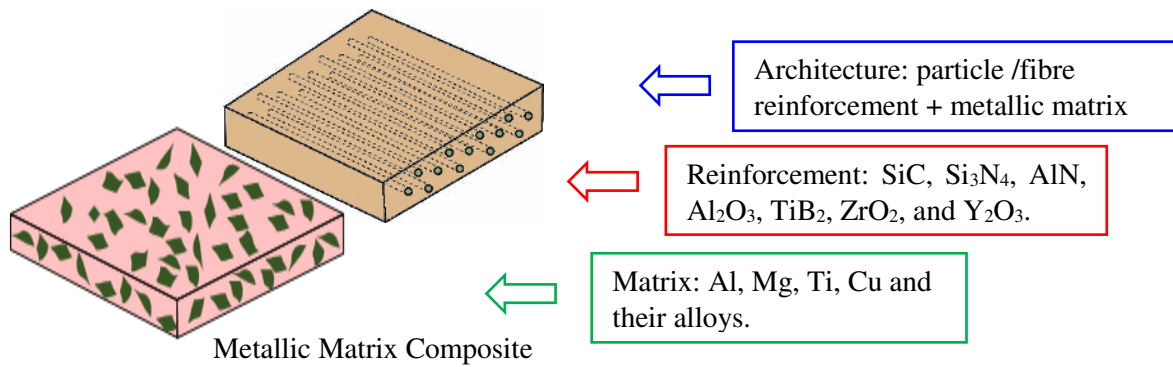 Architecture: particle /fibre
reinforcement + metallic matrix
Reinforcement: SiC, Si₃N₄, AlN,
Al₂O₃, TiB₂, ZrO₂, and Y₂O₃.
Matrix: Al, Mg, Ti, Cu and
their alloys.
Metallic Matrix Composite